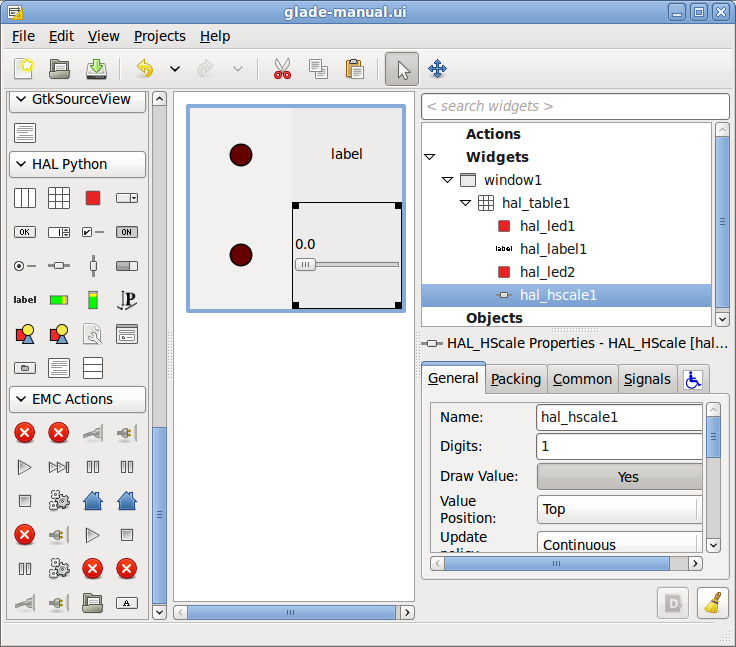 glade-manual.ui
File Edit View Projects Help
GtkSourceView
HAL Python
OK
ON
label
P
EMC Actions
A
label
0.0
< search widgets >
Actions
Widgets
window1
hal_table1
hal_led1
label hal_label1
hal_led2
hal_hscale1
Objects
HAL_HScale Properties - HAL_HScale [hal...
General Packing Common Signals
Name: hal_hscale1
Digits: 1
Draw Value: Yes
Value
Position: Top
Update
policy Continuous
D